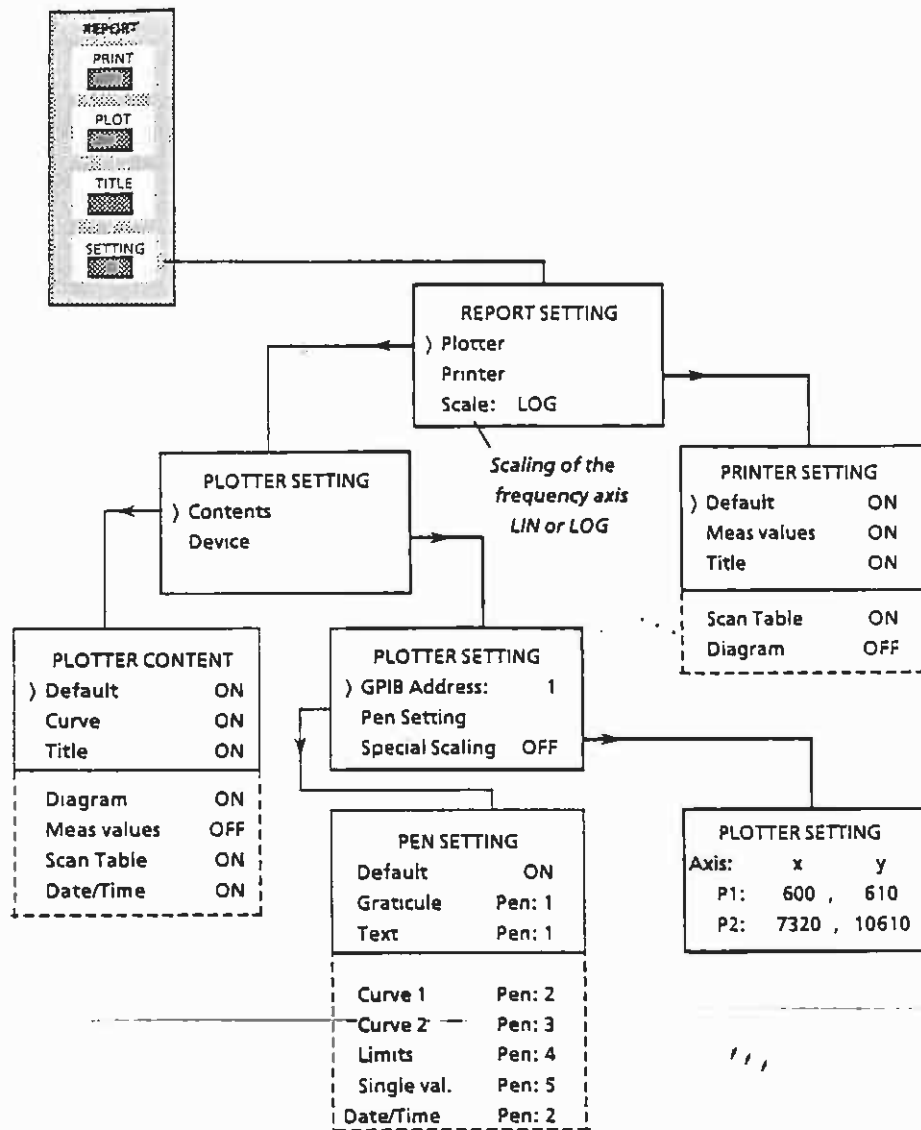 REPORT
PRINT
PLOT
TITLE
SETTING
REPORT SETTING
⟩ Plotter
Printer
Scale: LOG
Scaling of the
frequency axis
LIN or LOG
PLOTTER SETTING
⟩ Contents
Device
PRINTER SETTING
⟩ Default ON
Meas values ON
Title ON
Scan Table ON
Diagram OFF
PLOTTER CONTENT
⟩ Default ON
Curve ON
Title ON
Diagram ON
Meas values OFF
Scan Table ON
Date/Time ON
PLOTTER SETTING
⟩ GPIB Address: 1
Pen Setting
Special Scaling OFF
PEN SETTING
Default ON
Graticule Pen: 1
Text Pen: 1
Curve 1 Pen: 2
Curve 2 Pen: 3
Limits Pen: 4
Single val. Pen: 5
Date/Time Pen: 2
PLOTTER SETTING
Axis: x y
P1: 600 , 610
P2: 7320 , 10610